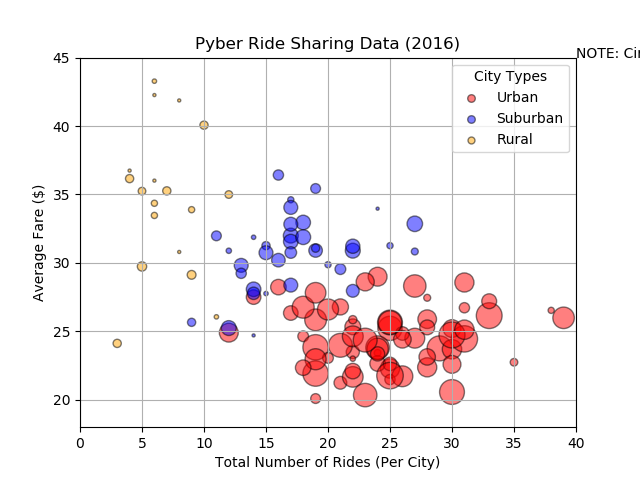 Pyber Ride Sharing Data (2016)
NOTE:
City Types
Urban
Suburban
Rural
Average Fare ($)
45
40
35
30
25
20
0
5
10
15
20
25
30
35
40
Total Number of Rides (Per City)